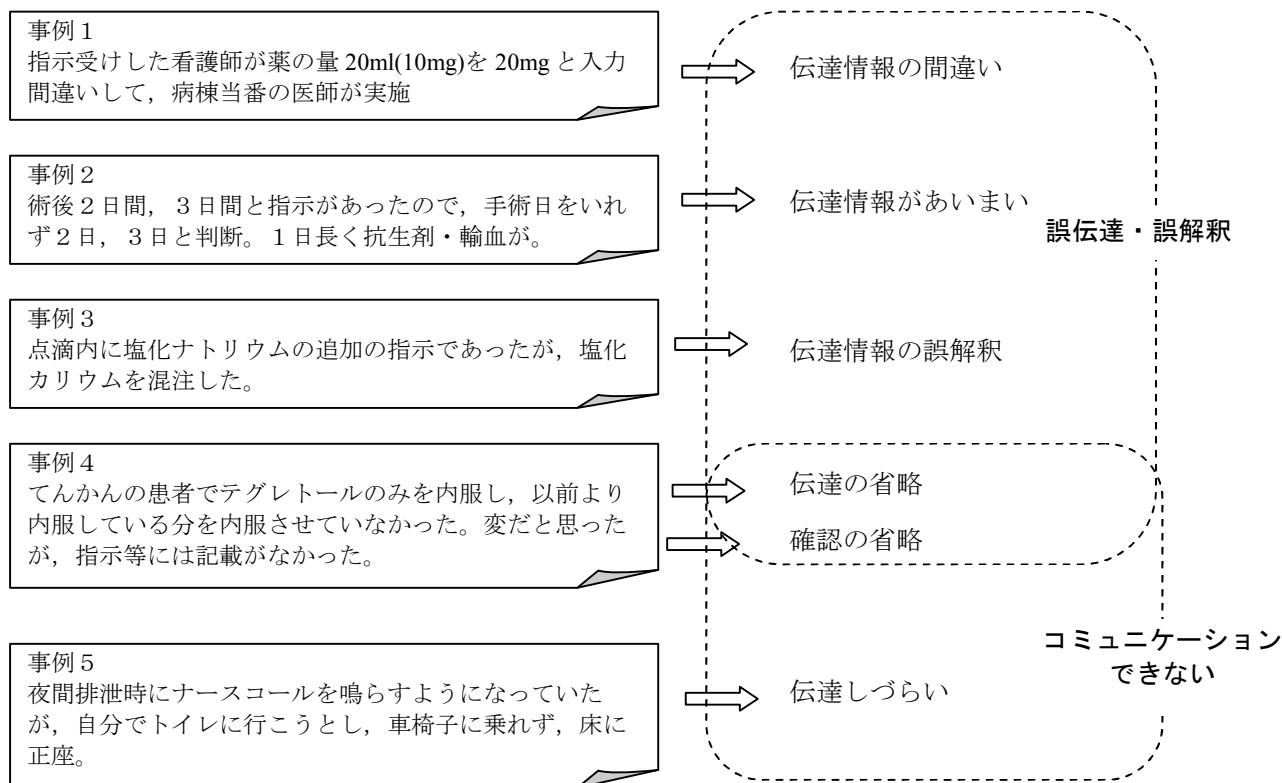 事例１
指示受けした看護師が薬の量 20ml(10mg)を 20mg と入力
間違いして，病棟当番の医師が実施
伝達情報の間違い
事例２
術後２日間，３日間と指示があったので，手術日をいれ
ず２日，３日と判断。１日長く抗生剤・輸血が。
伝達情報があいまい
誤伝達・誤解釈
事例３
点滴内に塩化ナトリウムの追加の指示であったが，塩化
カリウムを混注した。
伝達情報の誤解釈
事例４
てんかんの患者でテグレトールのみを内服し，以前より
内服している分を内服させていなかった。変だと思った
が，指示等には記載がなかった。
伝達の省略
確認の省略
コミュニケーション
できない
事例５
夜間排泄時にナースコールを鳴らすようになっていた
が，自分でトイレに行こうとし，車椅子に乗れず，床に
正座。
伝達しづらい